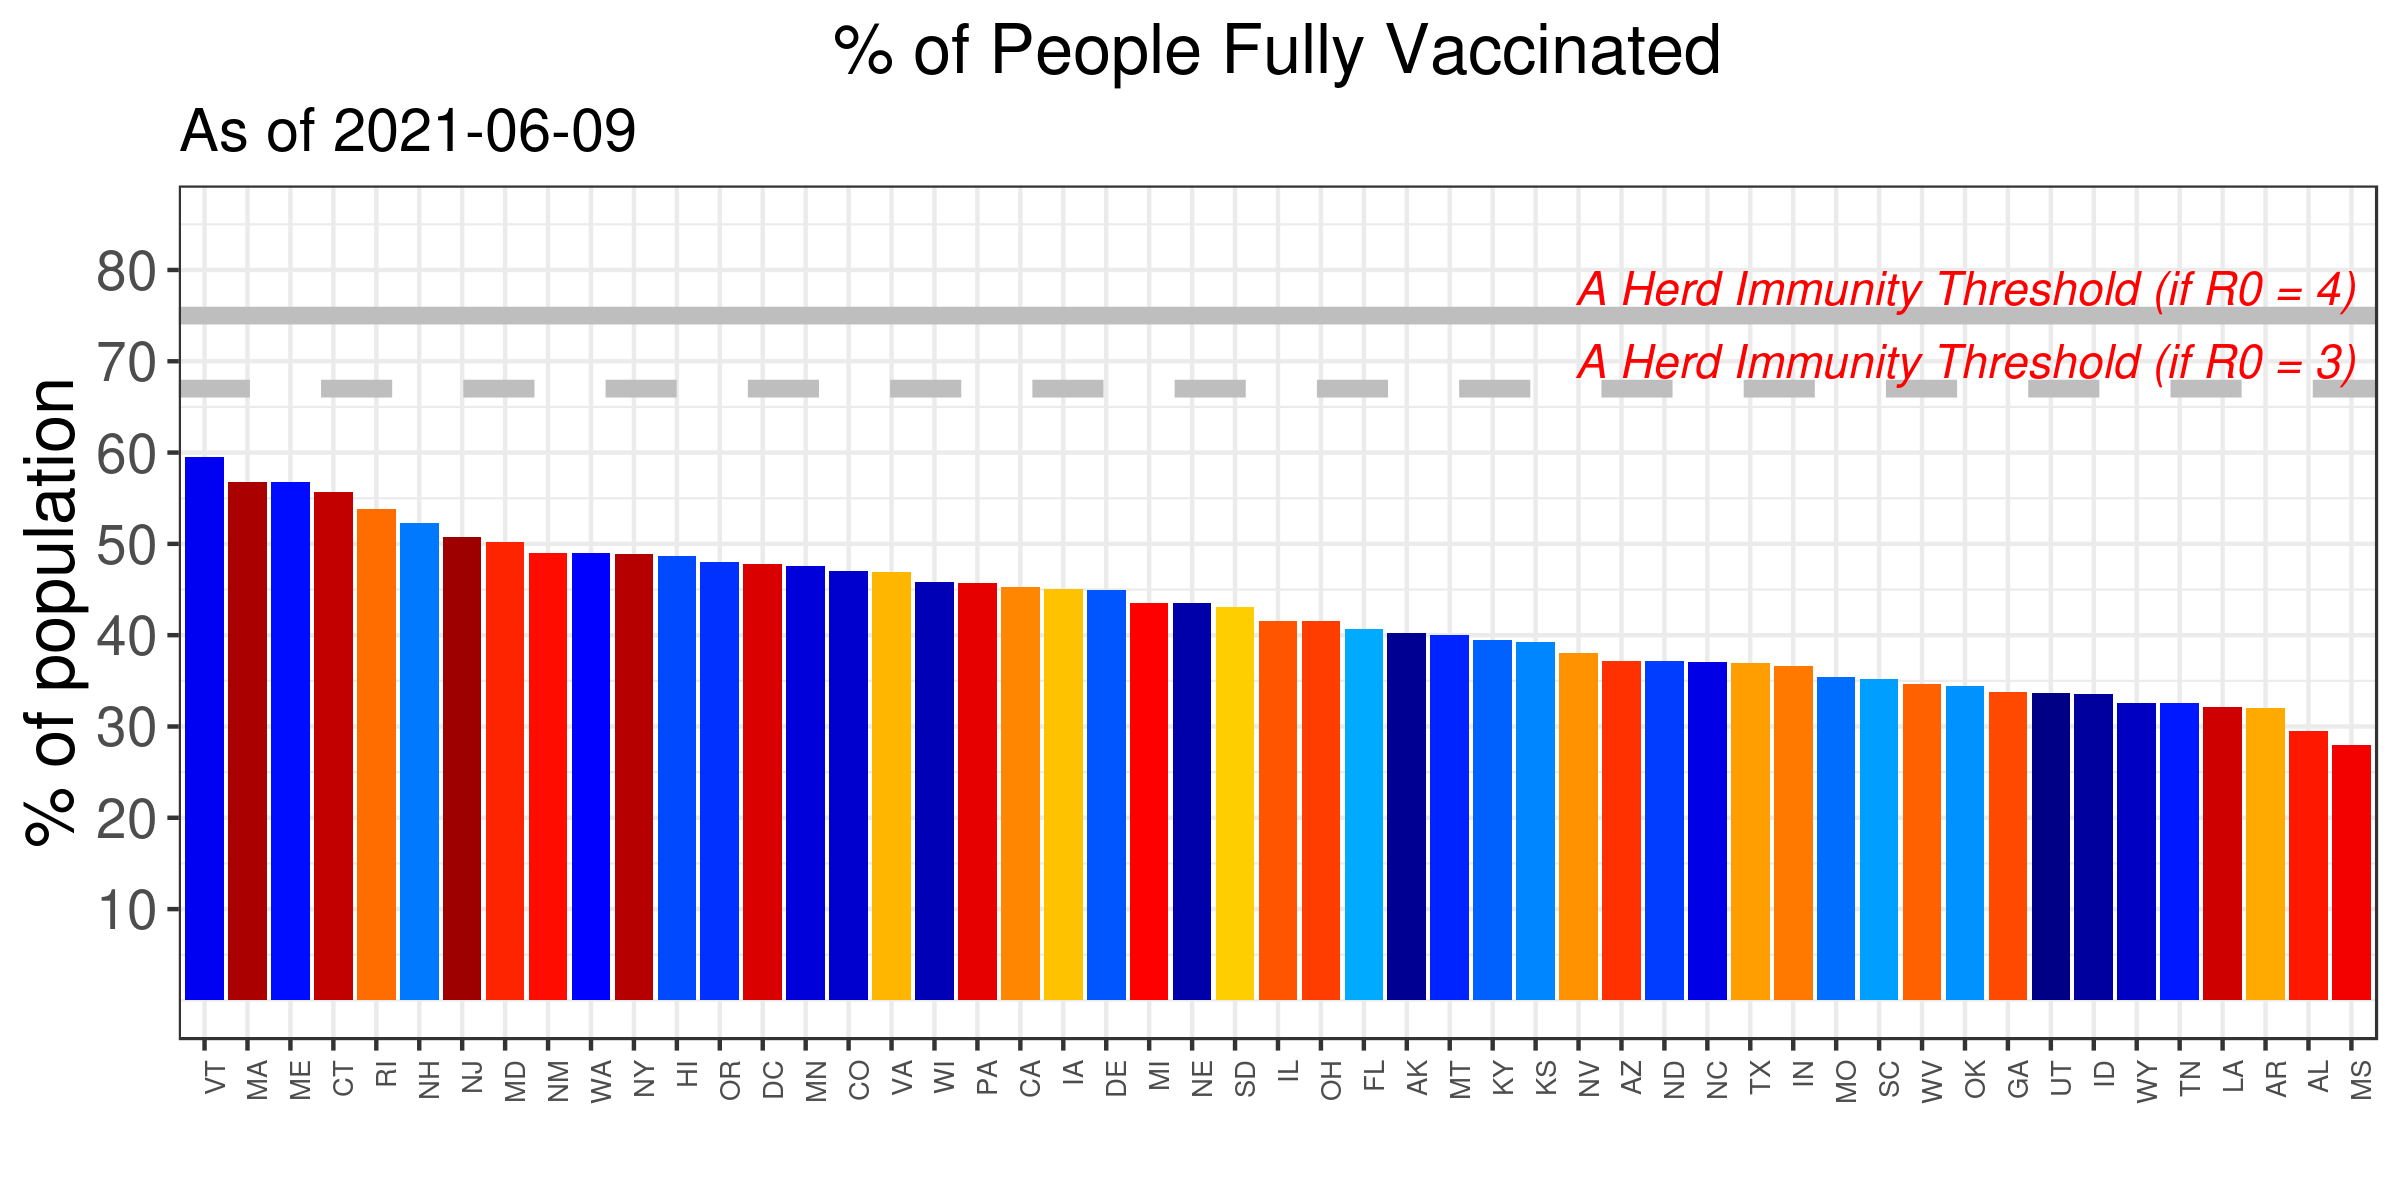 % of People Fully Vaccinated
As of 2021-06-09
% of population
80
70
60
50
40
30
20
10
A Herd Immunity Threshold (if R0 = 4)
A Herd Immunity Threshold (if R0 = 3)
VT MA ME CT RI NH NJ MD NM WA NY HI OR DC MN CO VA WI PA CA IA DE MI NE SD IL OH FL AK MT KY KS NV AZ ND NC TX IN MO SC WV OK GA UT ID WY TN LA AR AL MS